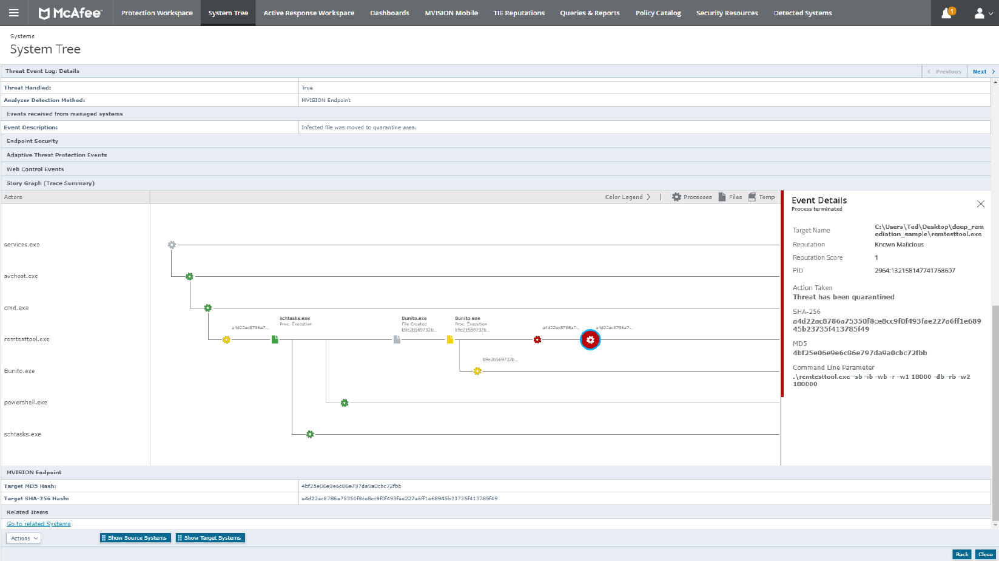 McAfee™ Protection Workspace System Tree Active Response Workspace Dashboards MVISION Mobile TIE Reputations Queries & Reports Policy Catalog Security Resources Detected Systems 1
Systems
System Tree
Threat Event Log: Details Previous Next
Threat Handled: True
Analyzer Detection Method: MVISION Endpoint
Events received from managed systems
Event Description: Infected file was moved to quarantine area.
Endpoint Security
Adaptive Threat Protection Events
Web Control Events
Story Graph (Trace Summary)
Actors Color Legend Processes Files Temp
services.exe
svchost.exe
cmd.exe
schtasks.exe
Proc. Execution
Bunito.exe
File Created
b9e2b569732b...
Bunito.exe
Proc. Execution
b9e2b569732b...
a4d22ac8786a7...
a4d22ac8786a7...
a4d22ac8786a7...
remtesttool.exe
b9e2b569732b...
Bunito.exe
powershell.exe
schtasks.exe
Event Details
Process terminated
Target Name C:\Users\Ted\Desktop\deep_rem
ediation_sample\remtesttool.exe
Reputation Known Malicious
Reputation Score 1
PID 2964:132158147741768607
Action Taken
Threat has been quarantined
SHA-256
a4d22ac8786a75350f8ce8cc9f0f493fae227a6ff1e689
45b23735f413785f49
MD5
4bf25e06e9e6c86e797da9a0cbc72fbb
Command Line Parameter
.\remtesttool.exe -sb -ib -wb -r -w1 18000 -db -rb -w2
180000
MVISION Endpoint
Target MD5 Hash: 4bf25e06e9e6c86e797da9a0cbc72fbb
Target SHA-256 Hash: a4d22ac8786a75350f8ce8cc9f0f493fae227a6ff1e68945b23735f413785f49
Related Items
Go to related Systems
Actions Show Source Systems Show Target Systems
Back Close